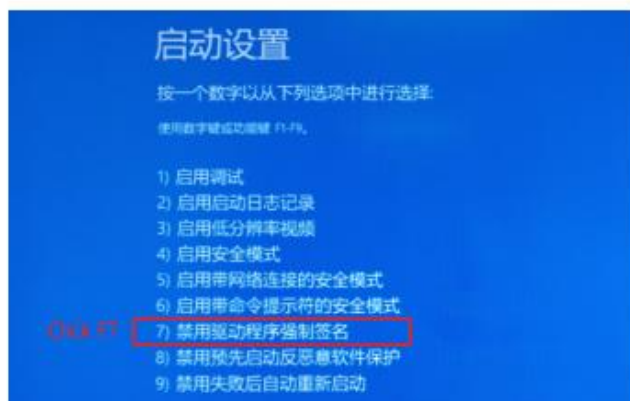 启动设置
按一个数字以从下列选项中进行选择:
使用数字键或功能键 F1-F9。
1) 启用调试
2) 启用启动日志记录
3) 启用低分辨率视频
4) 启用安全模式
5) 启用带网络连接的安全模式
6) 启用带命令提示符的安全模式
Click F7
7) 禁用驱动程序强制签名
8) 禁用预先启动反恶意软件保护
9) 禁用失败后自动重新启动